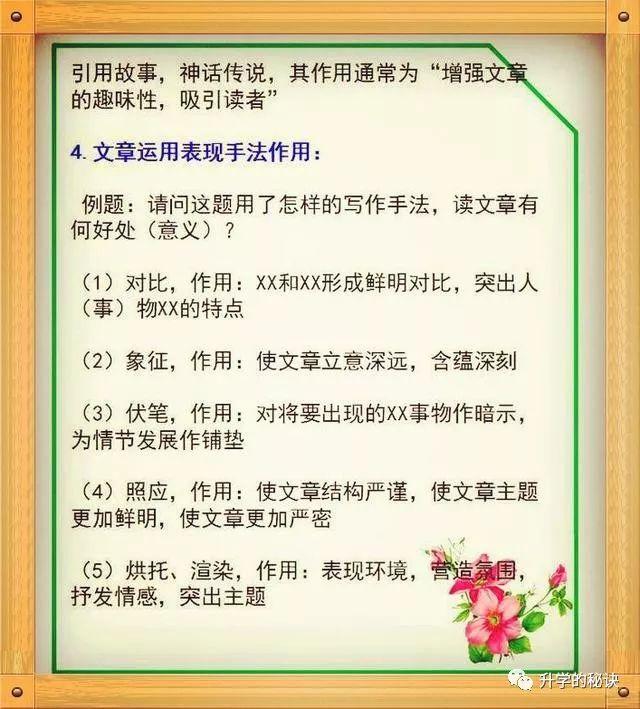 引用故事，神话传说，其作用通常为“增强文章
的趣味性，吸引读者”
4.文章运用表现手法作用：
例题：请问这题用了怎样的写作手法，读文章有
何好处（意义）？
（1）对比，作用：XX和XX形成鲜明对比，突出人
（事）物XX的特点
（2）象征，作用：使文章立意深远，含蕴深刻
（3）伏笔，作用：对将要出现的XX事物作暗示，
为情节发展作铺垫
（4）照应，作用：使文章结构严谨，使文章主题
更加鲜明，使文章更加严密
（5）烘托、渲染，作用：表现环境，营造氛围，
抒发情感，突出主题
升学的秘诀